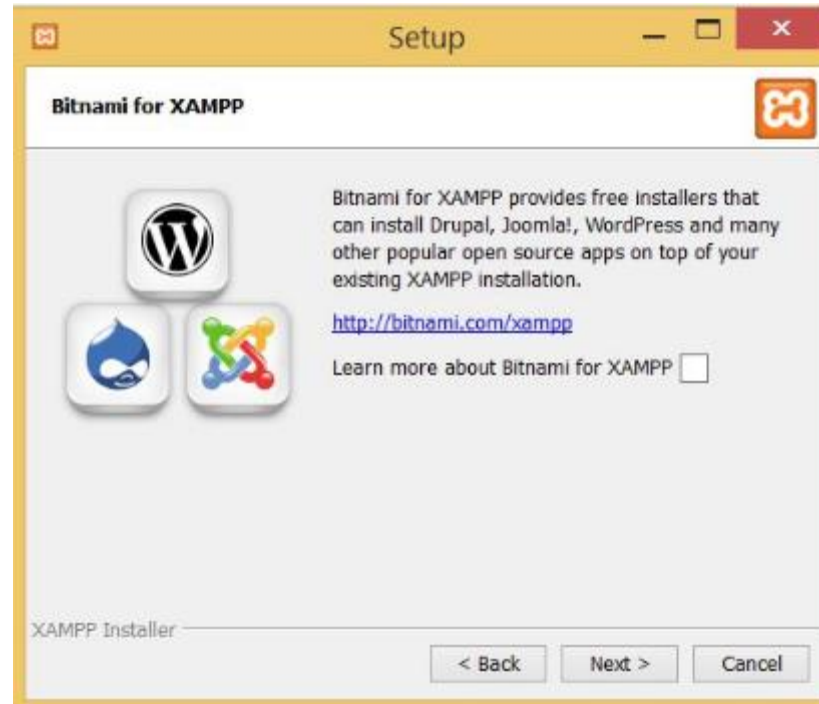 Setup
Bitnami for XAMPP
Bitnami for XAMPP provides free installers that
can install Drupal, Joomla!, WordPress and many
other popular open source apps on top of your
existing XAMPP installation.
http://bitnami.com/xampp
Learn more about Bitnami for XAMPP
XAMPP Installer
< Back
Next >
Cancel